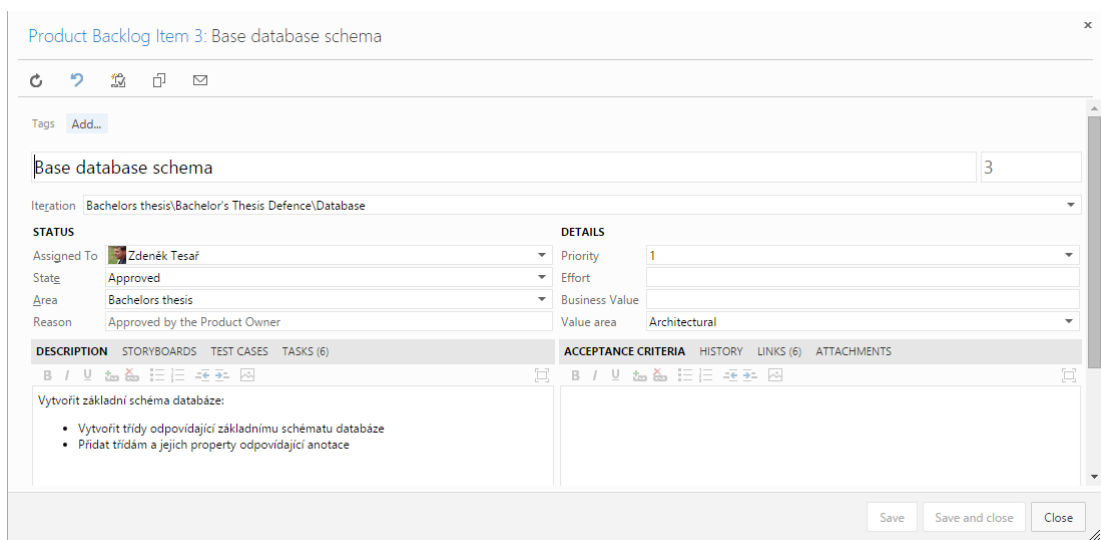 Product Backlog Item 3: Base database schema
Tags Add...
Base database schema 3
Iteration Bachelors thesis\Bachelor's Thesis Defence\Database
STATUS DETAILS
Assigned To Zdeněk Tesař Priority 1
State Approved Effort
Area Bachelors thesis Business Value
Reason Approved by the Product Owner Value area Architectural
DESCRIPTION STORYBOARDS TEST CASES TASKS (6) ACCEPTANCE CRITERIA HISTORY LINKS (6) ATTACHMENTS
B I U B I U
Vytvořit základní schéma databáze:
• Vytvořit třídy odpovídající základnímu schématu databáze
• Přidat třídám a jejich property odpovídající anotace
Save Save and close Close